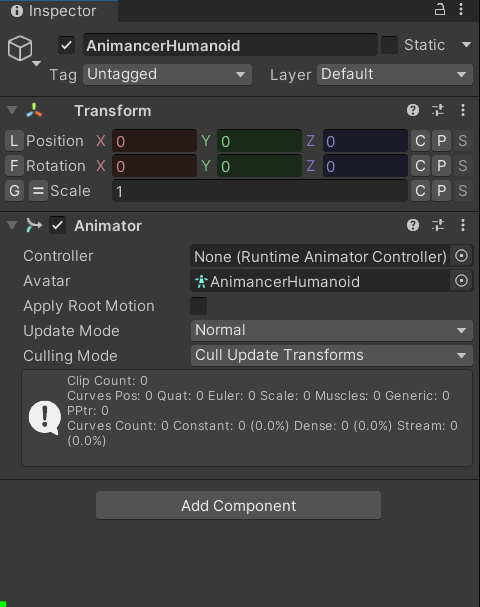 Inspector
AnimancerHumanoid Static
Tag Untagged Layer Default
Transform
L Position X 0 Y 0 Z 0 C P S
F Rotation X 0 Y 0 Z 0 C P S
G = Scale 1 C P S
Animator
Controller None (Runtime Animator Controller)
Avatar AnimancerHumanoid
Apply Root Motion
Update Mode Normal
Culling Mode Cull Update Transforms
Clip Count: 0
Curves Pos: 0 Quat: 0 Euler: 0 Scale: 0 Muscles: 0 Generic: 0
PPtr: 0
Curves Count: 0 Constant: 0 (0.0%) Dense: 0 (0.0%) Stream: 0
(0.0%)
Add Component